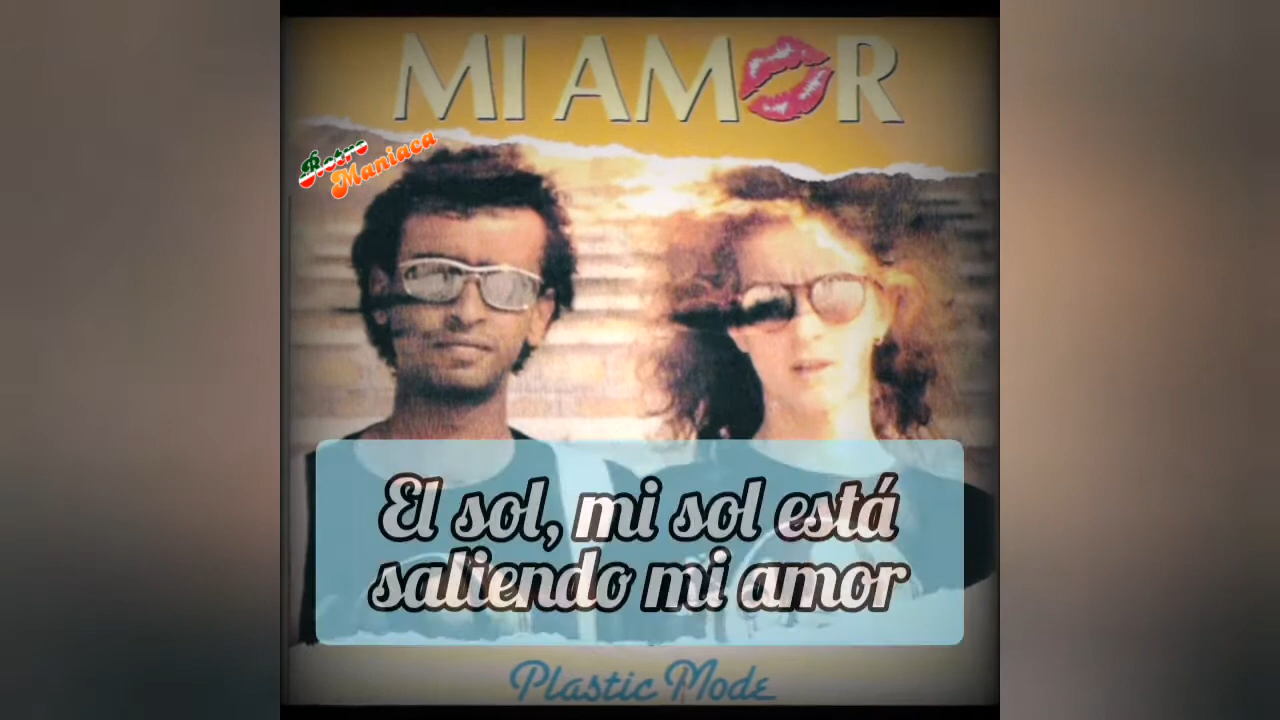 MI AMOR
Retro
Maniaca
El sol, mi sol está
saliendo mi amor
Plastic Mode